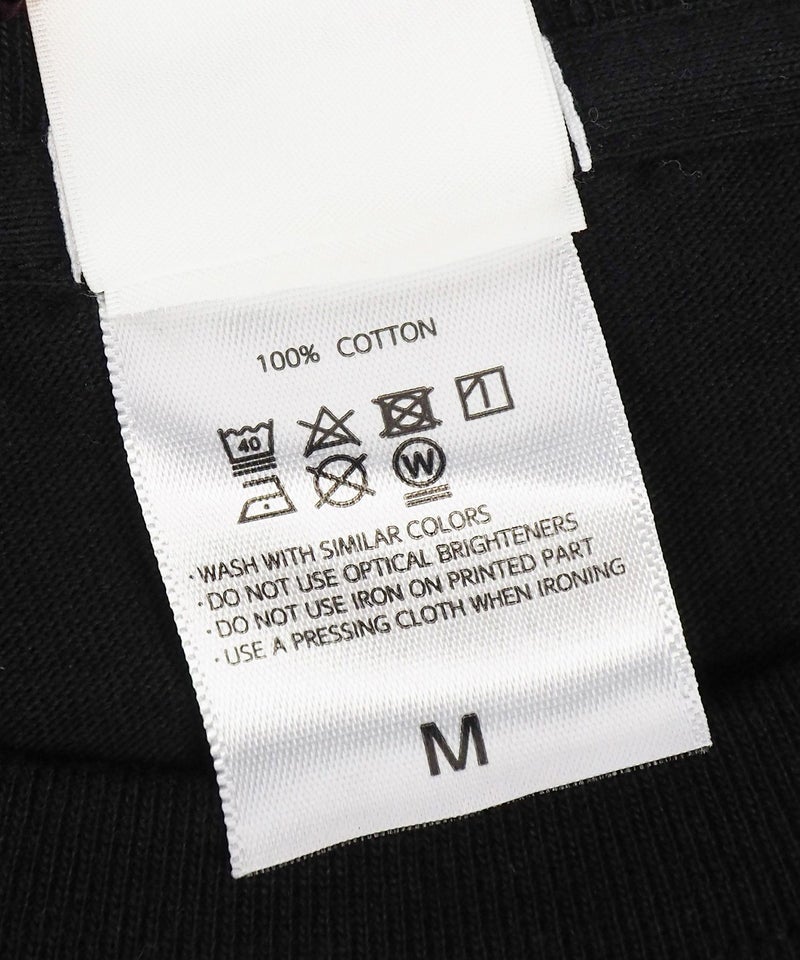 100% COTTON
40
W
· WASH WITH SIMILAR COLORS
· DO NOT USE OPTICAL BRIGHTENERS
· DO NOT USE IRON ON PRINTED PART
· USE A PRESSING CLOTH WHEN IRONING
M